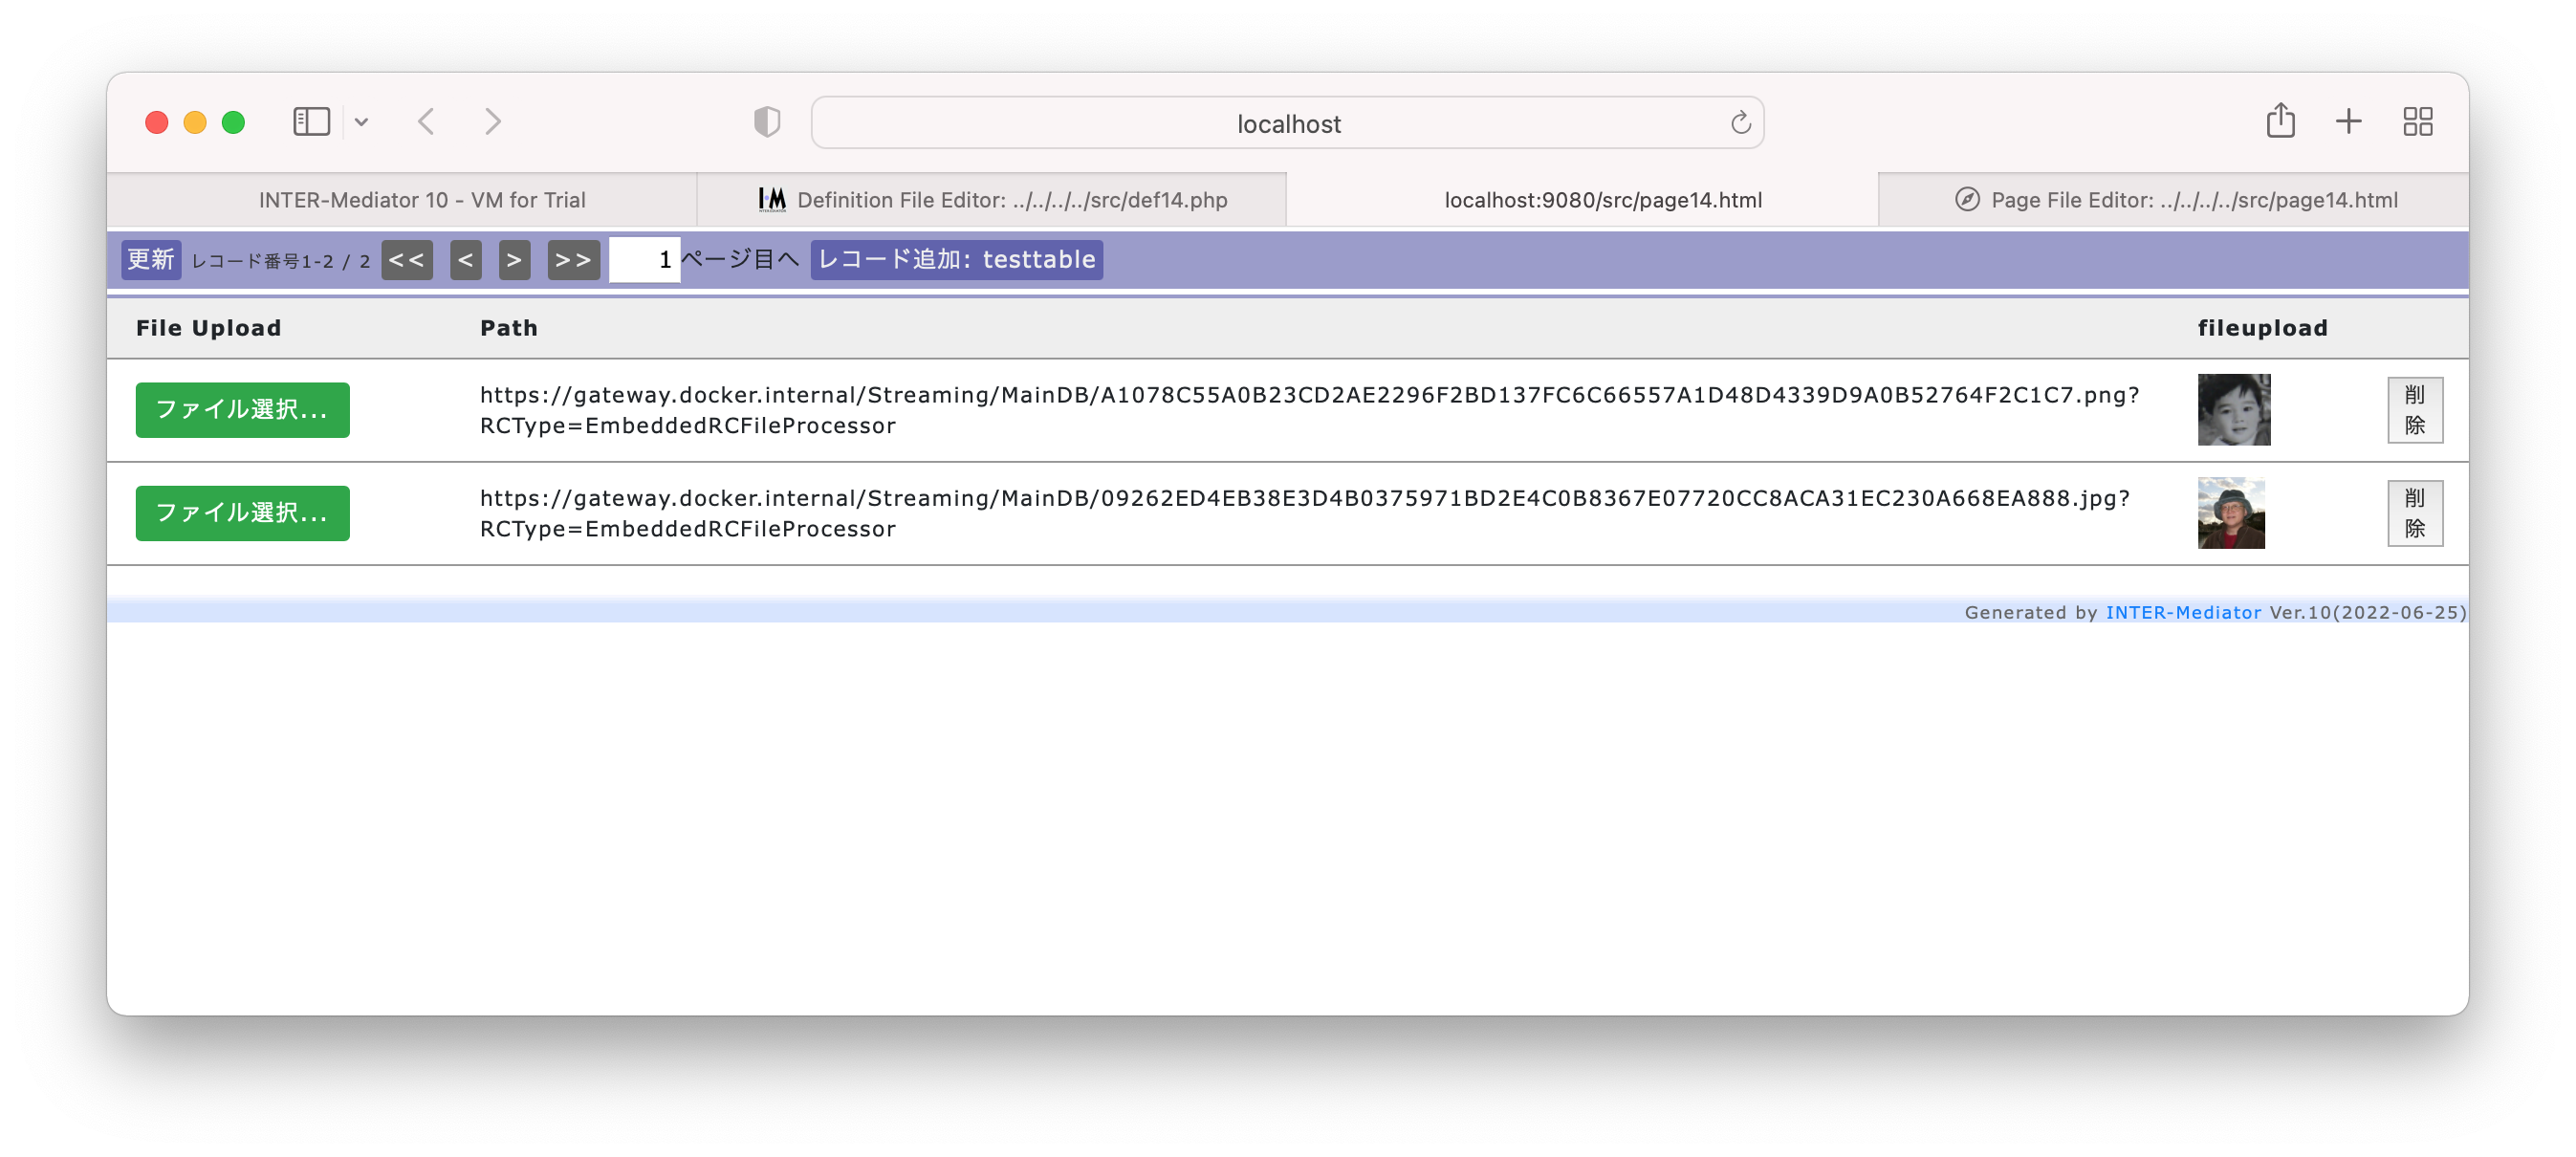 localhost
INTER-Mediator 10 - VM for Trial
Definition File Editor: ../../../../src/def14.php
localhost:9080/src/page14.html
Page File Editor: ../../../../src/page14.html
更新 レコード番号1-2 / 2 << < > >> 1 ページ目へ レコード追加: testtable
File Upload Path fileupload
ファイル選択...
https://gateway.docker.internal/Streaming/MainDB/A1078C55A0B23CD2AE2296F2BD137FC6C66557A1D48D4339D9A0B52764F2C1C7.png?
RCType=EmbeddedRCFileProcessor
削
除
ファイル選択...
https://gateway.docker.internal/Streaming/MainDB/09262ED4EB38E3D4B0375971BD2E4C0B8367E07720CC8ACA31EC230A668EA888.jpg?
RCType=EmbeddedRCFileProcessor
削
除
Generated by INTER-Mediator Ver.10(2022-06-25)